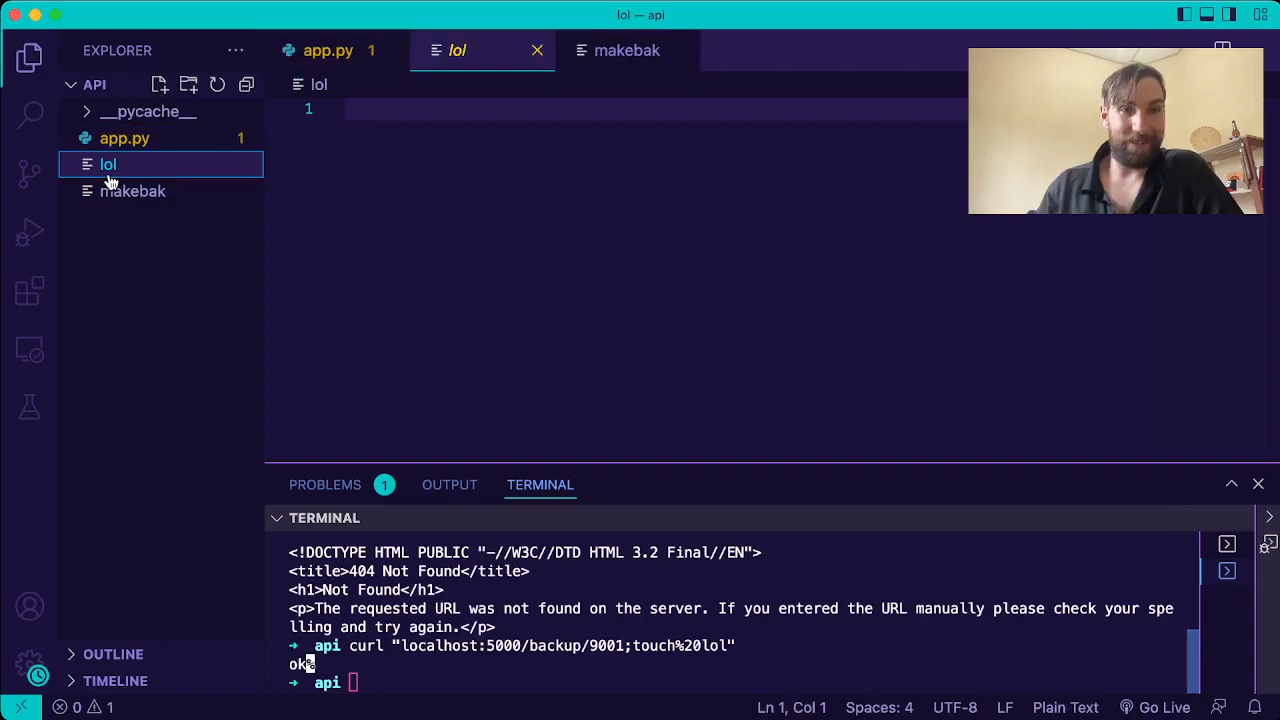 lol — api
EXPLORER
app.py 1
lol
makebak
API
lol
__pycache__
1
app.py 1
lol
makebak
PROBLEMS 1 OUTPUT TERMINAL
TERMINAL
<!DOCTYPE HTML PUBLIC "-//W3C//DTD HTML 3.2 Final//EN">
<title>404 Not Found</title>
<h1>Not Found</h1>
<p>The requested URL was not found on the server. If you entered the URL manually please check your spe
lling and try again.</p>
→ api curl "localhost:5000/backup/9001;touch%20lol"
ok%
→ api
OUTLINE
TIMELINE
0 1
Ln 1, Col 1 Spaces: 4 UTF-8 LF Plain Text Go Live